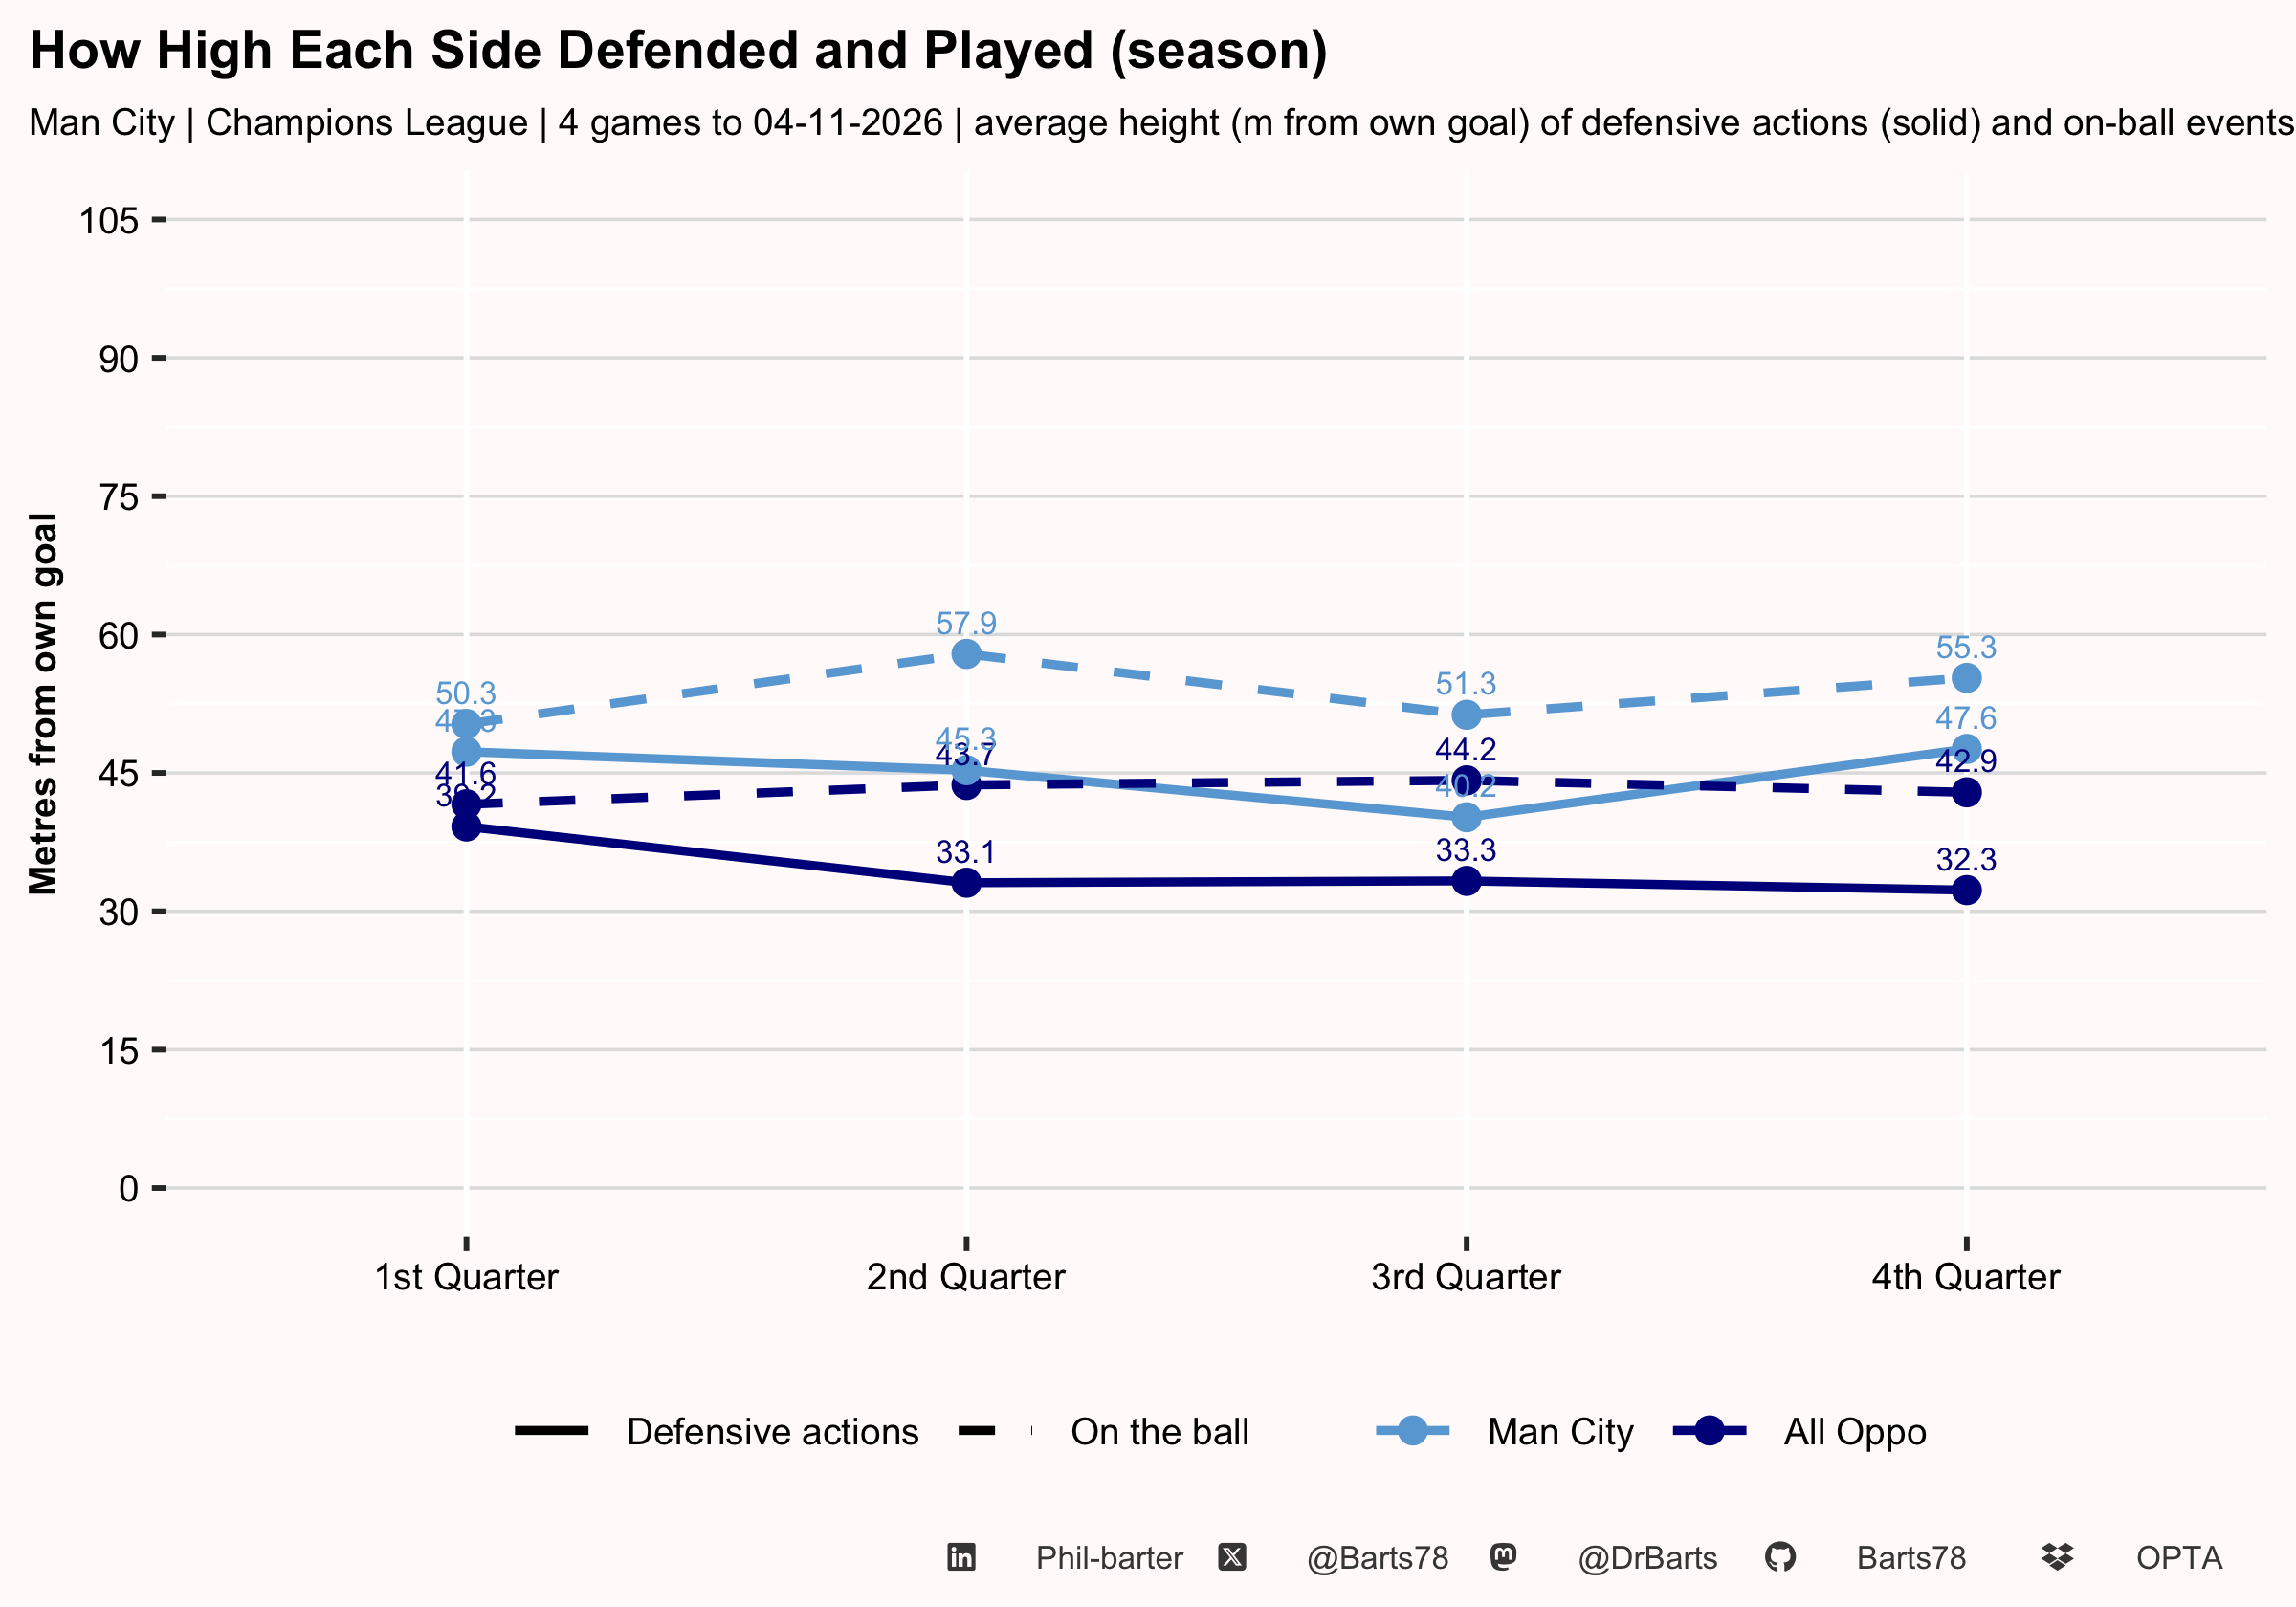 How High Each Side Defended and Played (season)
Man City | Champions League | 4 games to 04-11-2026 | average height (m from own goal) of defensive actions (solid) and on-ball events
Metres from own goal
105
90
75
60
45
30
15
0
57.9
55.3
50.3
51.3
47.6
45.3
43.7
44.2
42.9
41.6
40.2
33.1
33.3
32.3
1st Quarter
2nd Quarter
3rd Quarter
4th Quarter
Defensive actions
On the ball
Man City
All Oppo
Phil-barter
@Barts78
@DrBarts
Barts78
OPTA